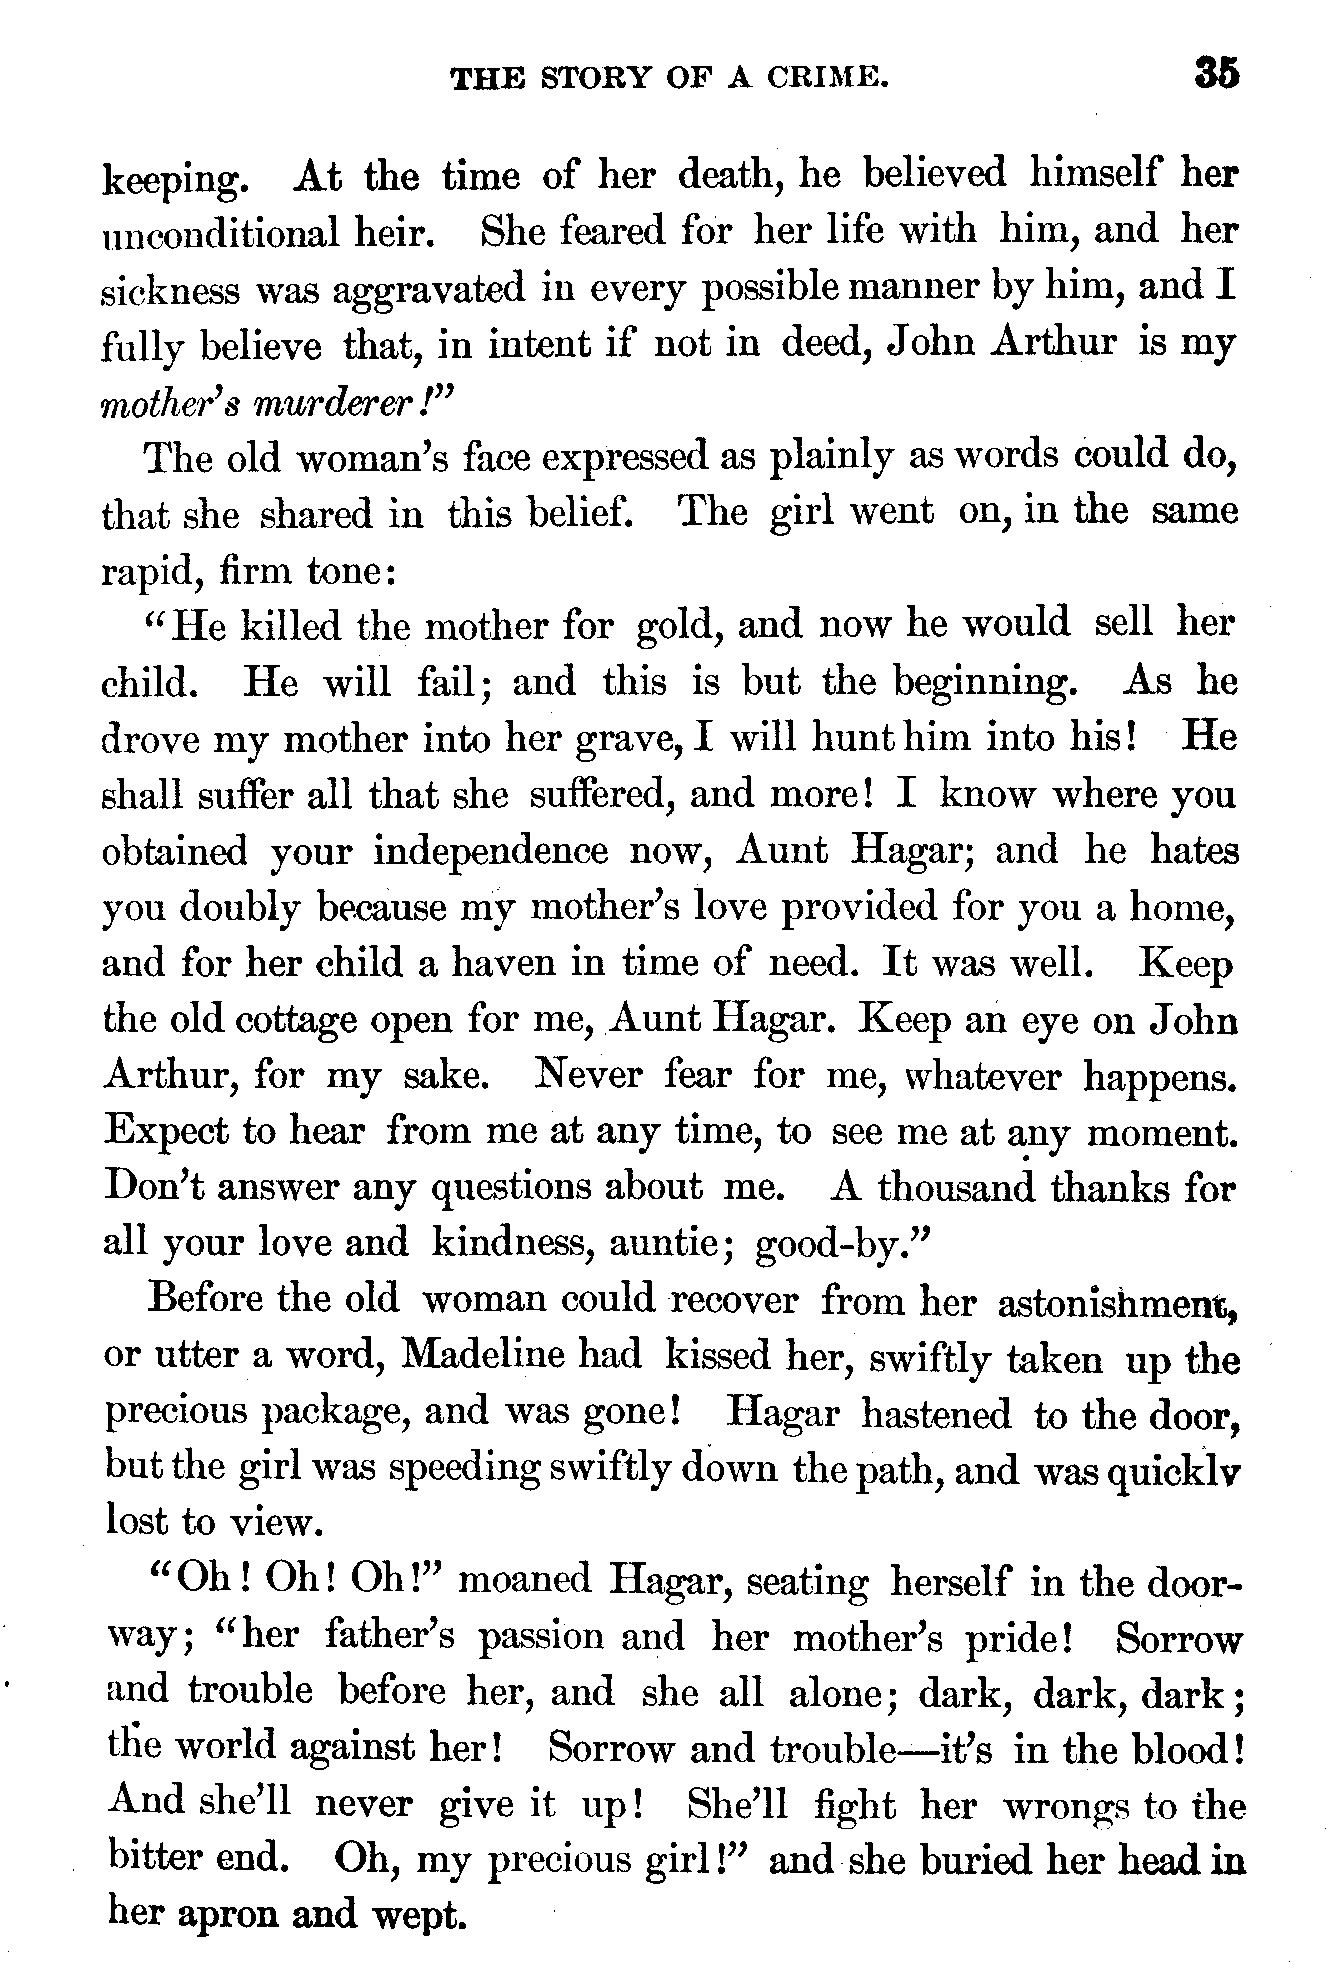 THE STORY OF A CRIME. 35
keeping. At the time of her death, he believed himself her
unconditional heir. She feared for her life with him, and her
sickness was aggravated in every possible manner by him, and I
fully believe that, in intent if not in deed, John Arthur is my
mother's murderer!”
The old woman's face expressed as plainly as words could do,
that she shared in this belief. The girl went on, in the same
rapid, firm tone:
“He killed the mother for gold, and now he would sell her
child. He will fail; and this is but the beginning. As he
drove my mother into her grave, I will hunt him into his! He
shall suffer all that she suffered, and more! I know where you
obtained your independence now, Aunt Hagar; and he hates
you doubly because my mother's love provided for you a home,
and for her child a haven in time of need. It was well. Keep
the old cottage open for me, Aunt Hagar. Keep an eye on John
Arthur, for my sake. Never fear for me, whatever happens.
Expect to hear from me at any time, to see me at any moment.
Don't answer any questions about me. A thousand thanks for
all your love and kindness, auntie; good-by.”
Before the old woman could recover from her astonishment,
or utter a word, Madeline had kissed her, swiftly taken up the
precious package, and was gone! Hagar hastened to the door,
but the girl was speeding swiftly down the path, and was quickly
lost to view.
“Oh! Oh! Oh!” moaned Hagar, seating herself in the door-
way; “her father's passion and her mother's pride! Sorrow
and trouble before her, and she all alone; dark, dark, dark;
the world against her! Sorrow and trouble—it's in the blood!
And she'll never give it up! She'll fight her wrongs to the
bitter end. Oh, my precious girl!” and she buried her head in
her apron and wept.